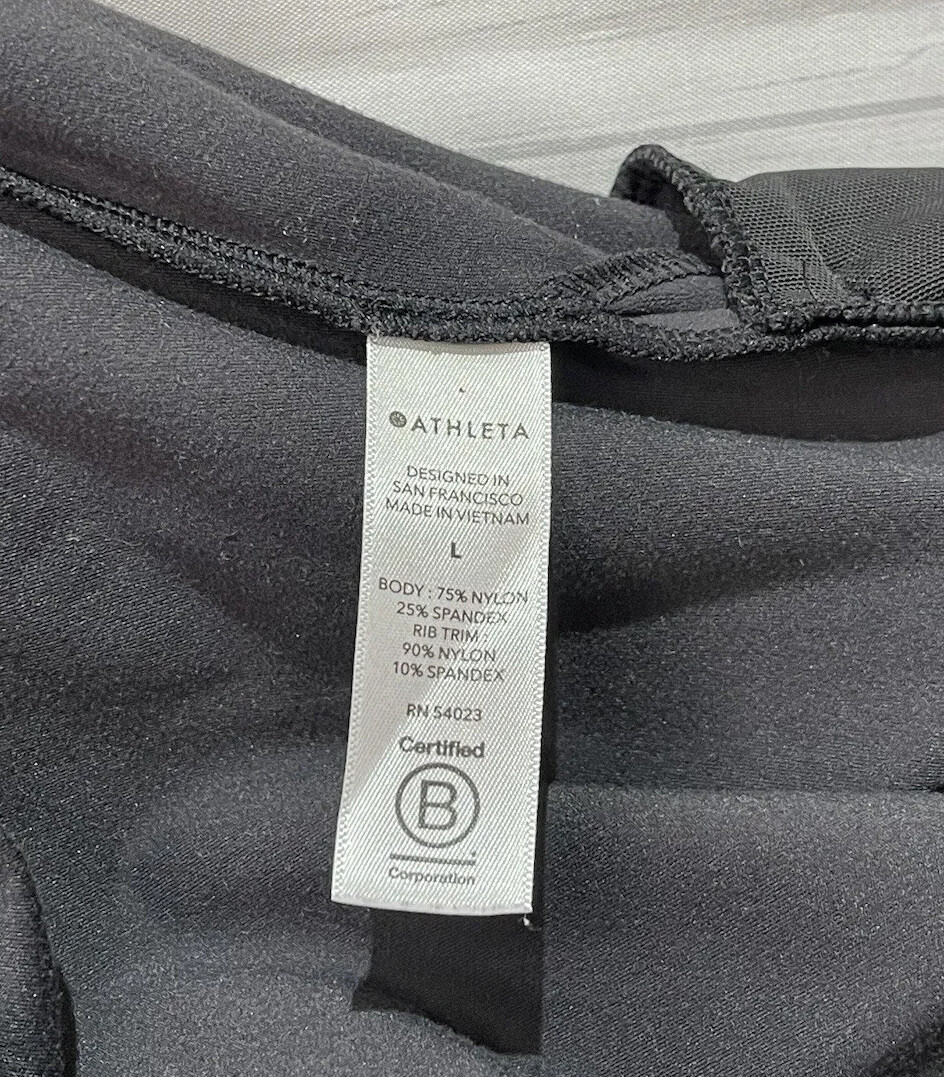 ATHLETA
DESIGNED IN
SAN FRANCISCO
MADE IN VIETNAM
L
BODY : 75% NYLON
25% SPANDEX
RIB TRIM
90% NYLON
10% SPANDEX
RN 54023
Certified
B
Corporation